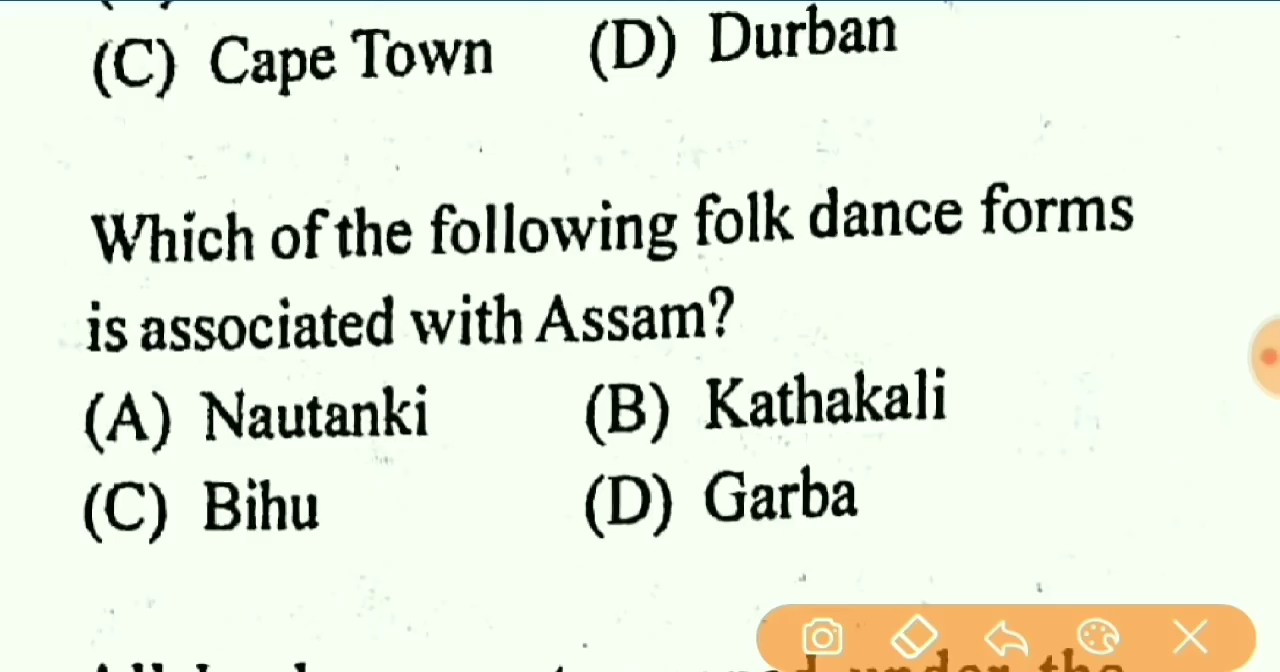 (C) Cape Town (D) Durban
Which of the following folk dance forms
is associated with Assam?
(A) Nautanki (B) Kathakali
(C) Bihu (D) Garba